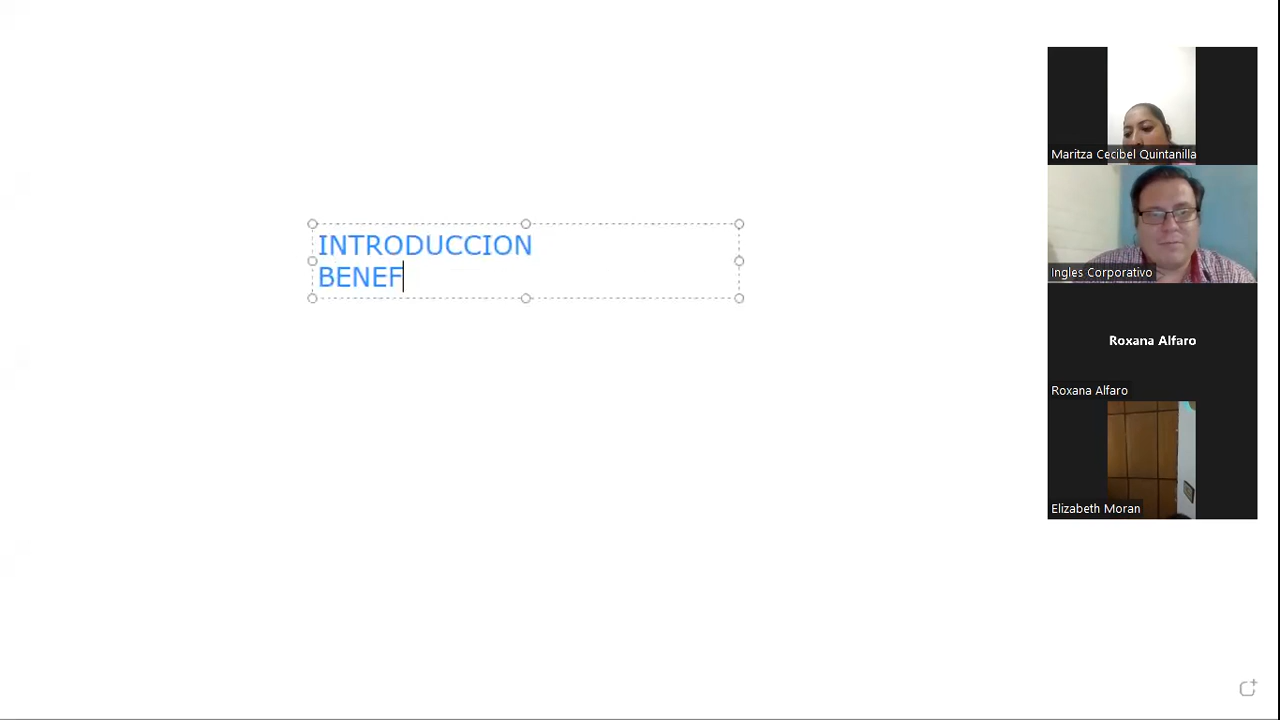 INTRODUCCION
BENEF
Maritza Cecibel Quintanilla
Ingles Corporativo
Roxana Alfaro
Roxana Alfaro
Elizabeth Moran